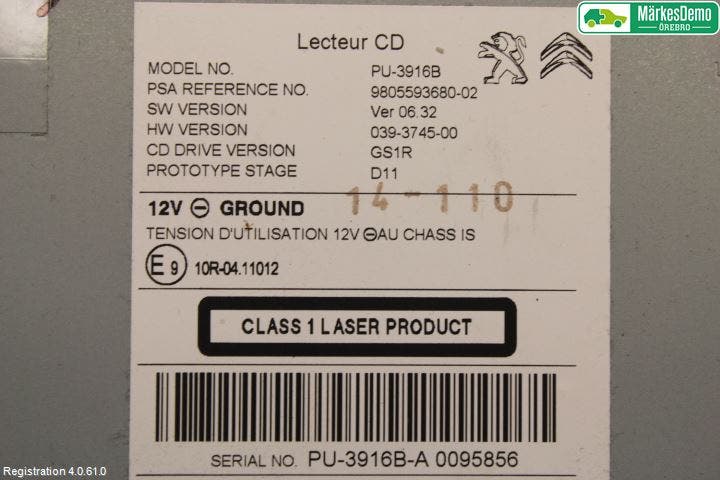 MärkesDemo
ÖREBRO
Lecteur CD
MODEL NO. PU-3916B
PSA REFERENCE NO. 9805593680-02
SW VERSION Ver 06.32
HW VERSION 039-3745-00
CD DRIVE VERSION GS1R
PROTOTYPE STAGE D11
14-110
12V ⊖ GROUND
TENSION D'UTILISATION 12V ⊖AU CHASS IS
E 9 10R-04.11012
CLASS 1 LASER PRODUCT
SERIAL NO. PU-3916B-A 0095856
Registration 4.0.61.0